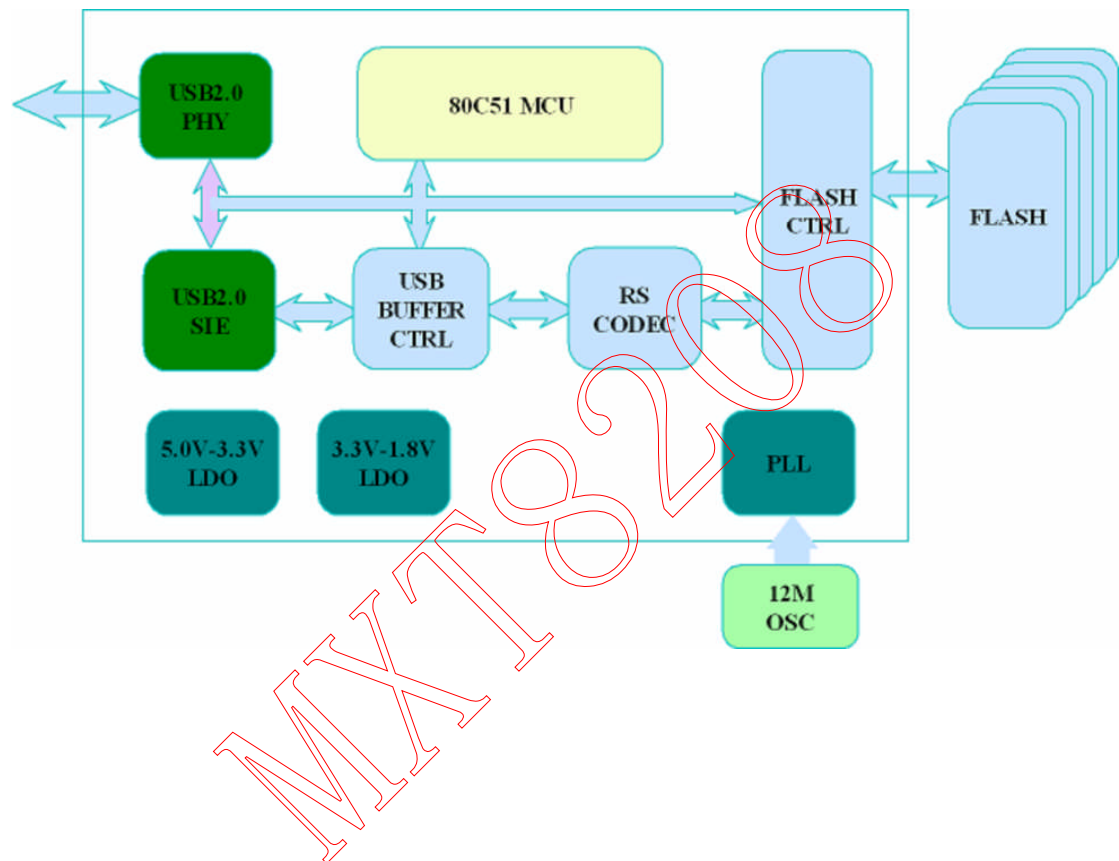 USB2.0
PHY
80C51 MCU
FLASH
CTRL
FLASH
USB2.0
SIE
USB
BUFFER
CTRL
RS
CODEC
5.0V-3.3V
LDO
3.3V-1.8V
LDO
PLL
12M
OSC
MXT8208